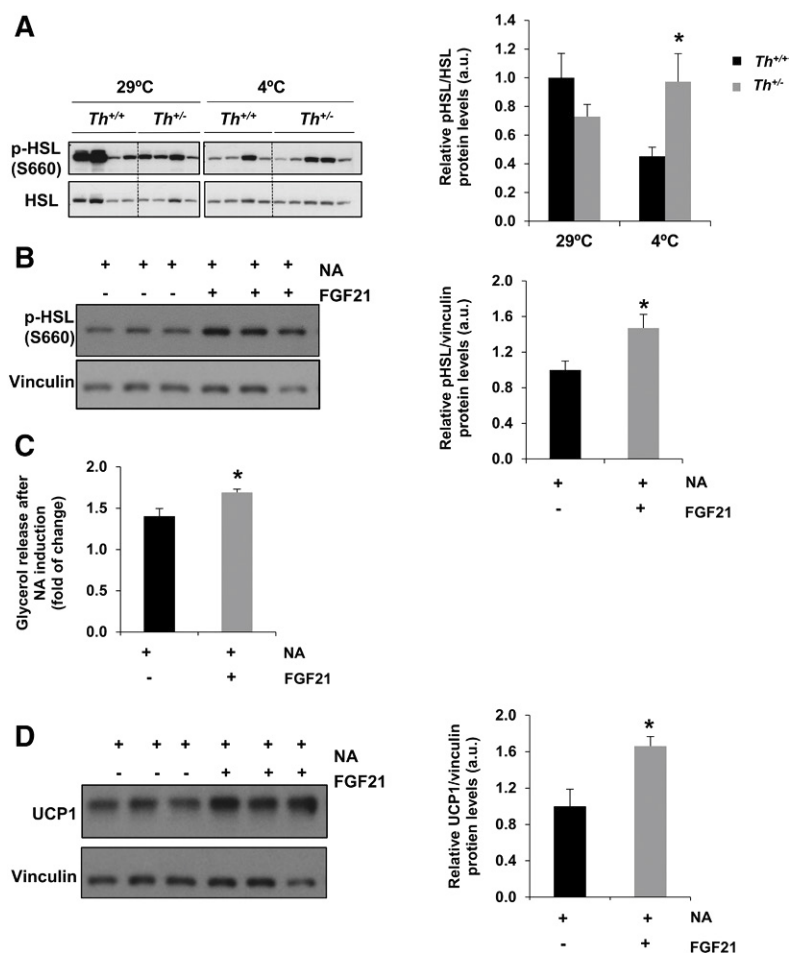 A
29ºC
4ºC
Th+/+
Th+/-
Th+/+
Th+/-
p-HSL
(S660)
HSL
Relative pHSL/HSL
protein levels (a.u.)
1.4
1.2
1.0
0.8
0.6
0.4
0.2
0.0
*
29ºC
4ºC
Th+/+
Th+/-
B
+ + + + + + NA
- - - + + + FGF21
p-HSL
(S660)
Vinculin
Relative pHSL/vinculin
protein levels (a.u.)
2.0
1.6
1.2
0.8
0.4
0.0
*
+ + NA
- + FGF21
C
Glycerol release after
NA induction
(fold of change)
2.0
1.5
1.0
0.5
0.0
*
+ + NA
- + FGF21
D
+ + + + + + NA
- - - + + + FGF21
UCP1
Vinculin
Relative UCP1/vinculin
protien levels (a.u.)
2.0
1.6
1.2
0.8
0.4
0.0
*
+ + NA
- + FGF21